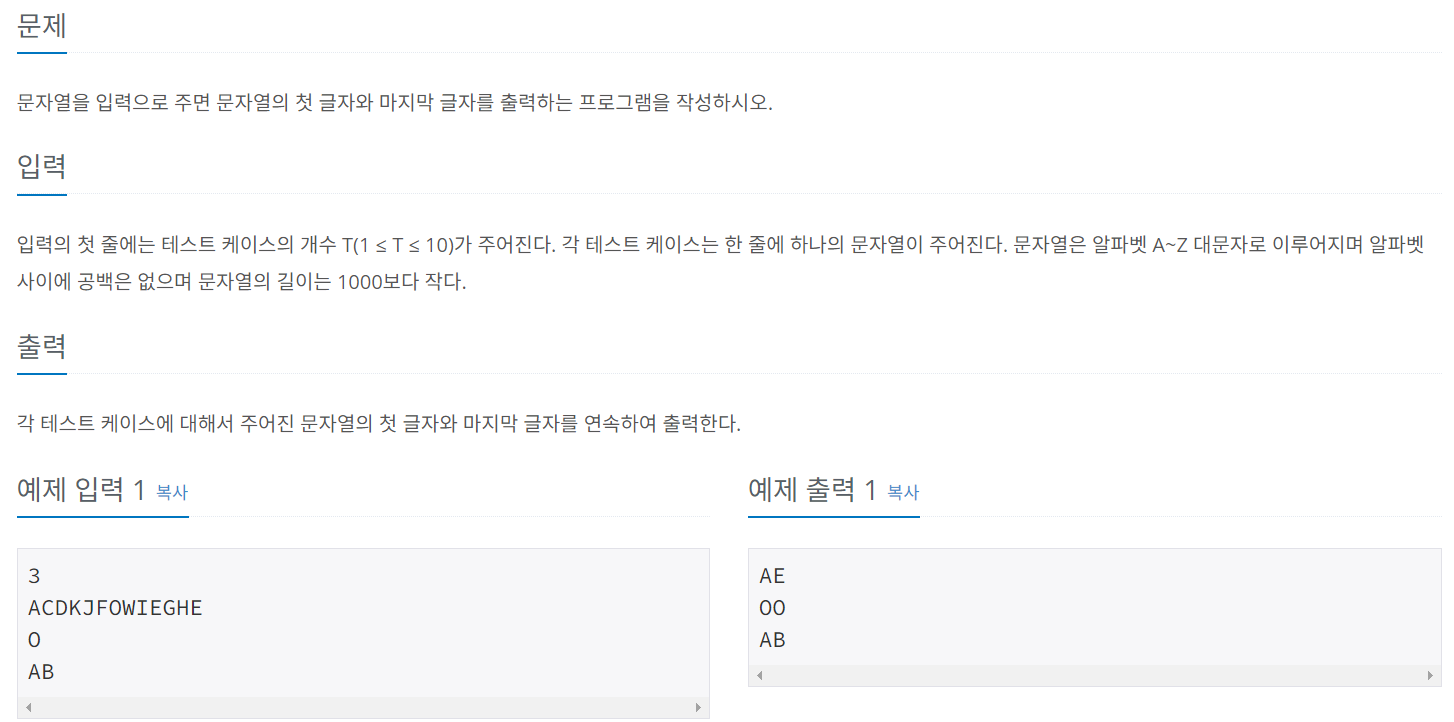 문제
문자열을 입력으로 주면 문자열의 첫 글자와 마지막 글자를 출력하는 프로그램을 작성하시오.
입력
입력의 첫 줄에는 테스트 케이스의 개수 T(1 ≤ T ≤ 10)가 주어진다. 각 테스트 케이스는 한 줄에 하나의 문자열이 주어진다. 문자열은 알파벳 A~Z 대문자로 이루어지며 알파벳
사이에 공백은 없으며 문자열의 길이는 1000보다 작다.
출력
각 테스트 케이스에 대해서 주어진 문자열의 첫 글자와 마지막 글자를 연속하여 출력한다.
예제 입력 1 복사
3
ACDKJFOWIEGHE
O
AB
예제 출력 1 복사
AE
OO
AB